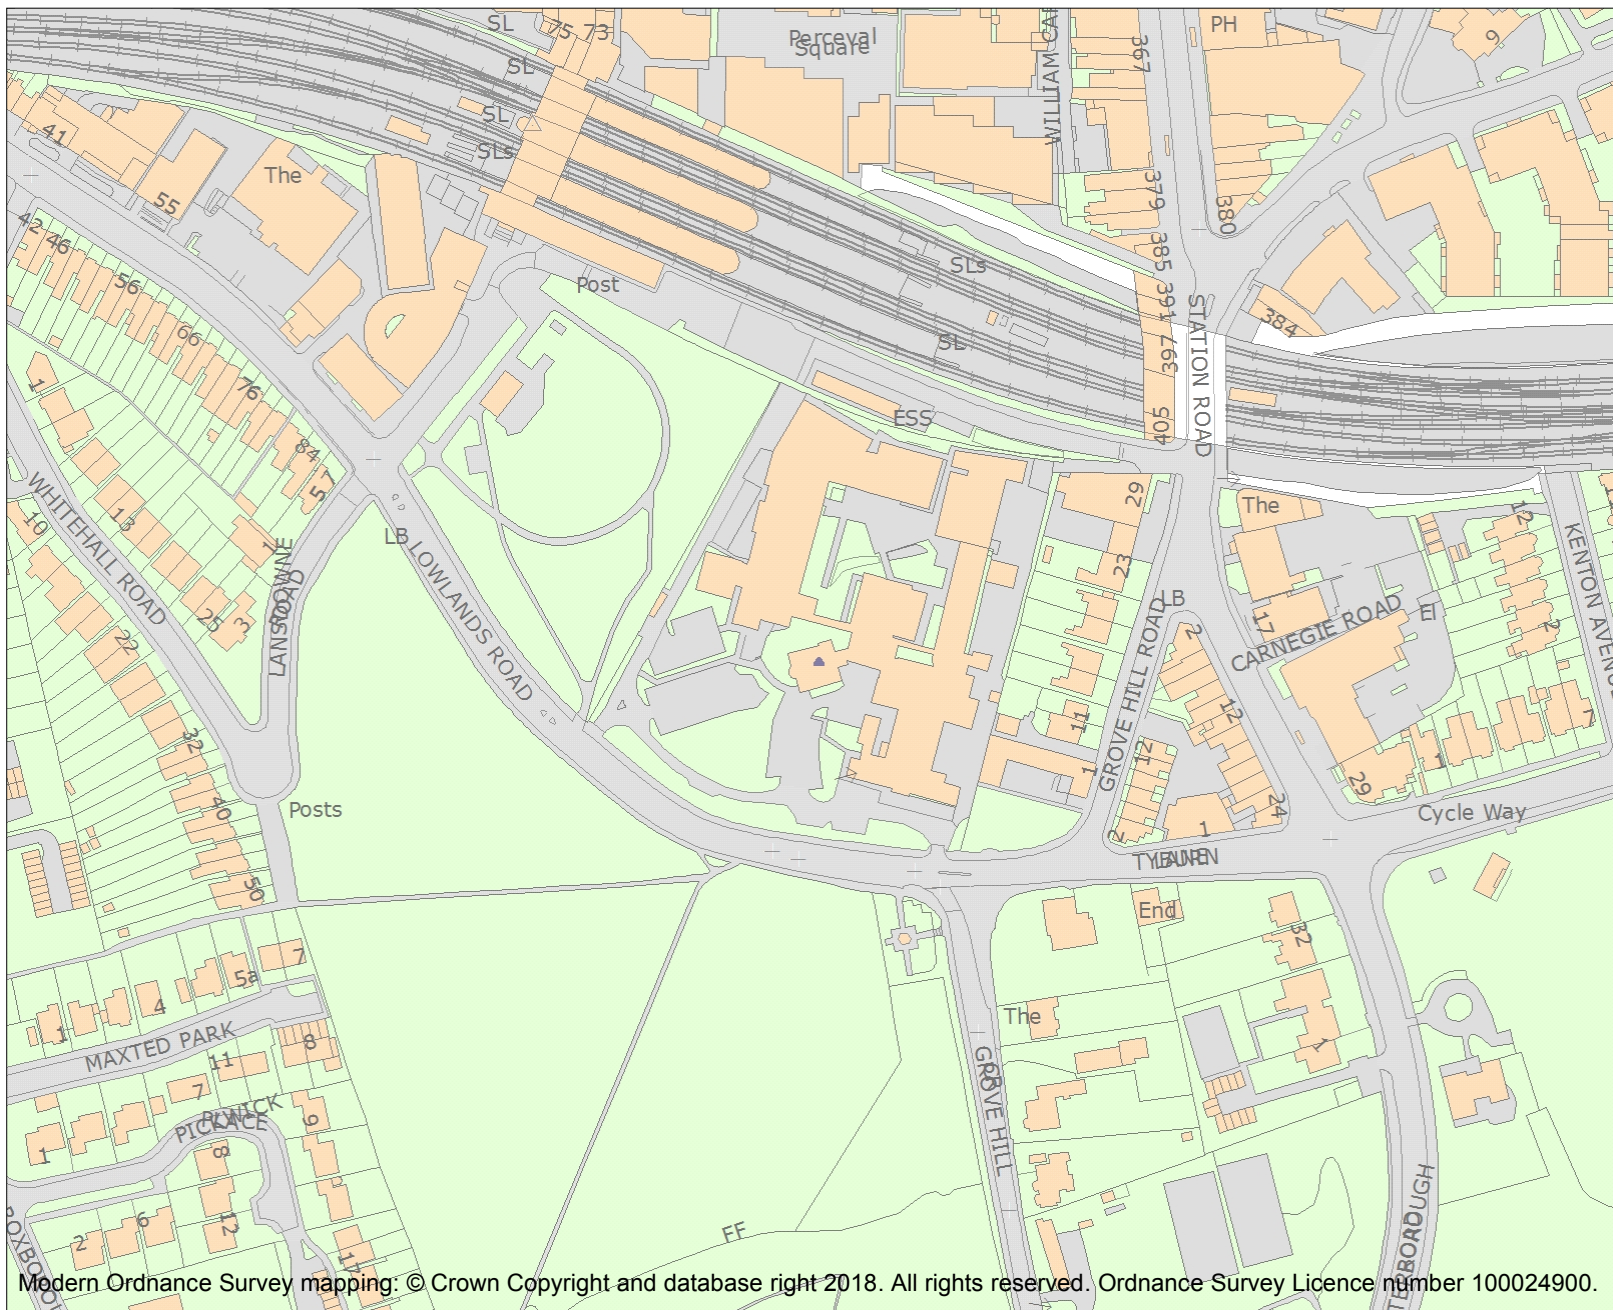 SL
75 73
Perceval
Square
367
PH
9
SL
SL
SLs
41
The
55
379
380
42 46
56
66
76
84
57
Post
SLs
SL
385
391
397
405
STATION ROAD
384
ESS
1
WHITEHALL ROAD
10
13
25
3
1
LANSDOWNE
ROAD
LB
LOWLANDS ROAD
29
23
11
1
GROVE HILL ROAD
LB
2
12
24
12
2
1
The
17
CARNEGIE ROAD
El
12
2
7
1
29
Cycle Way
TYBURN
LANE
22
32
40
50
Posts
7
5a
4
1
MAXTED PARK
8
11
7
9
1
PICKWICK
PLACE
8
12
6
2
17
End
32
The
1
GROVE HILL
FF
Modern Ordnance Survey mapping: © Crown Copyright and database right 2018. All rights reserved. Ordnance Survey Licence number 100024900.